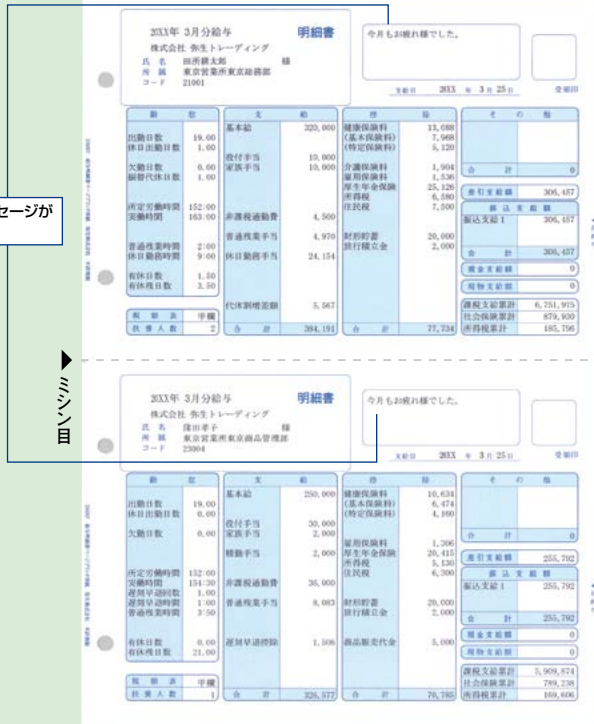 20XX年 3月分給与 明細書
株式会社 弥生トレーディング
氏 名 田所耕太郎 様
所 属 東京営業所東京総務部
コード 21001
今月もお疲れ様でした。
支給日 20XX 年 3 月 25 日 受領印
勤 怠
出勤日数 19.00
休日出勤日数 1.00
欠勤日数 0.00
振替代休日数 1.00
所定労働時間 152:00
実働時間 163:00
普通残業時間 2:00
休日勤務時間 9:00
有休日数 1.50
有休残日数 3.50
税額表 甲欄
扶養人数 2
支 給
基本給 320,000
役付手当 10,000
家族手当 10,000
非課税通勤費 4,500
普通残業手当 4,970
休日勤務手当 24,154
代休割増差額 5,567
合 計 384,191
控 除
健康保険料 13,088
(基本保険料) 7,968
(特定保険料) 5,120
介護保険料 1,904
雇用保険料 1,536
厚生年金保険 25,126
所得税 6,580
住民税 7,500
財形貯蓄 20,000
旅行積立金 2,000
77,734
そ の 他
合 計 0
差引支給額 306,457
振 込 支 給 額
振込支給1 306,457
合 計 306,457
現金支給額 0
現物支給額 0
課税支給累計 6,751,975
社会保険累計 879,930
所得税累計 185,796
セージが
ミシン目
20XX年 3月分給与 明細書
株式会社 弥生トレーディング
氏 名 窪田孝子 様
所 属 東京営業所東京商品管理部
コード 23004
今月もお疲れ様でした。
支給日 20XX 年 3 月 25 日 受領印
勤 怠
出勤日数 19.00
休日出勤日数 0.00
欠勤日数 0.00
所定労働時間 152:00
実働時間 154:30
遅刻早退回数 1.00
遅刻早退時間 1:00
普通残業時間 3:50
有休日数 0.00
有休残日数 21.00
税額表 甲欄
扶養人数 1
支 給
基本給 250,000
役付手当 30,000
家族手当 2,000
精勤手当 2,000
非課税通勤費 36,000
普通残業手当 8,083
遅刻早退控除 1,506
合 計 326,577
控 除
健康保険料 10,634
(基本保険料) 6,474
(特定保険料) 4,160
雇用保険料 1,306
厚生年金保険 20,415
所得税 5,130
住民税 6,300
財形貯蓄 20,000
旅行積立金 2,000
商品販売代金 5,000
合 計 70,785
そ の 他
合 計 0
差引支給額 255,792
振 込 支 給 額
振込支給1 255,792
合 計 255,792
現金支給額 0
現物支給額 0
課税支給累計 5,909,874
社会保険累計 789,238
所得税累計 169,606